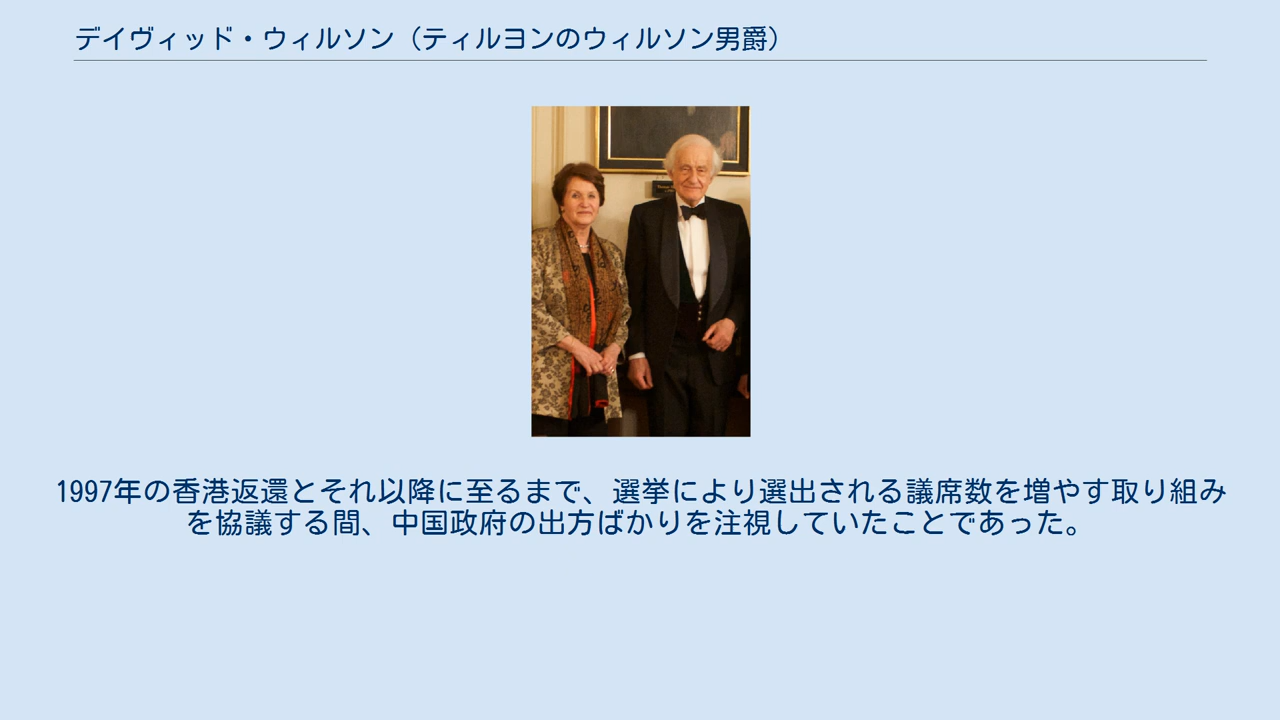 デイヴィッド・ウィルソン（ティルヨンのウィルソン男爵）
1997年の香港返還とそれ以降に至るまで、選挙により選出される議席数を増やす取り組み
を協議する間、中国政府の出方ばかりを注視していたことであった。